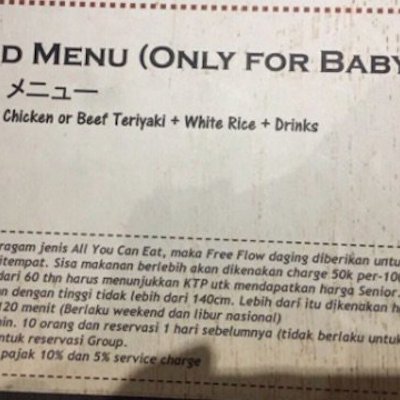 D MENU (ONLY FOR BABY
メニュー
Chicken or Beef Teriyaki + White Rice + Drinks
ragam jenis All You Can Eat, maka Free Flow daging diberikan untu
itempat. Sisa makanan berlebih akan dikenakan charge 50k per-100
dari 60 thn harus menunjukkan KTP utk mendapatkan harga Senior.
n dengan tinggi tidak lebih dari 140cm. Lebih dari itu dikenakan h
120 menit (Berlaku weekend dan libur nasional)
min. 10 orang dan reservasi 1 hari sebelumnya (tidak berlaku untuk
ntuk reservasi Group.
pajak 10% dan 5% service charge